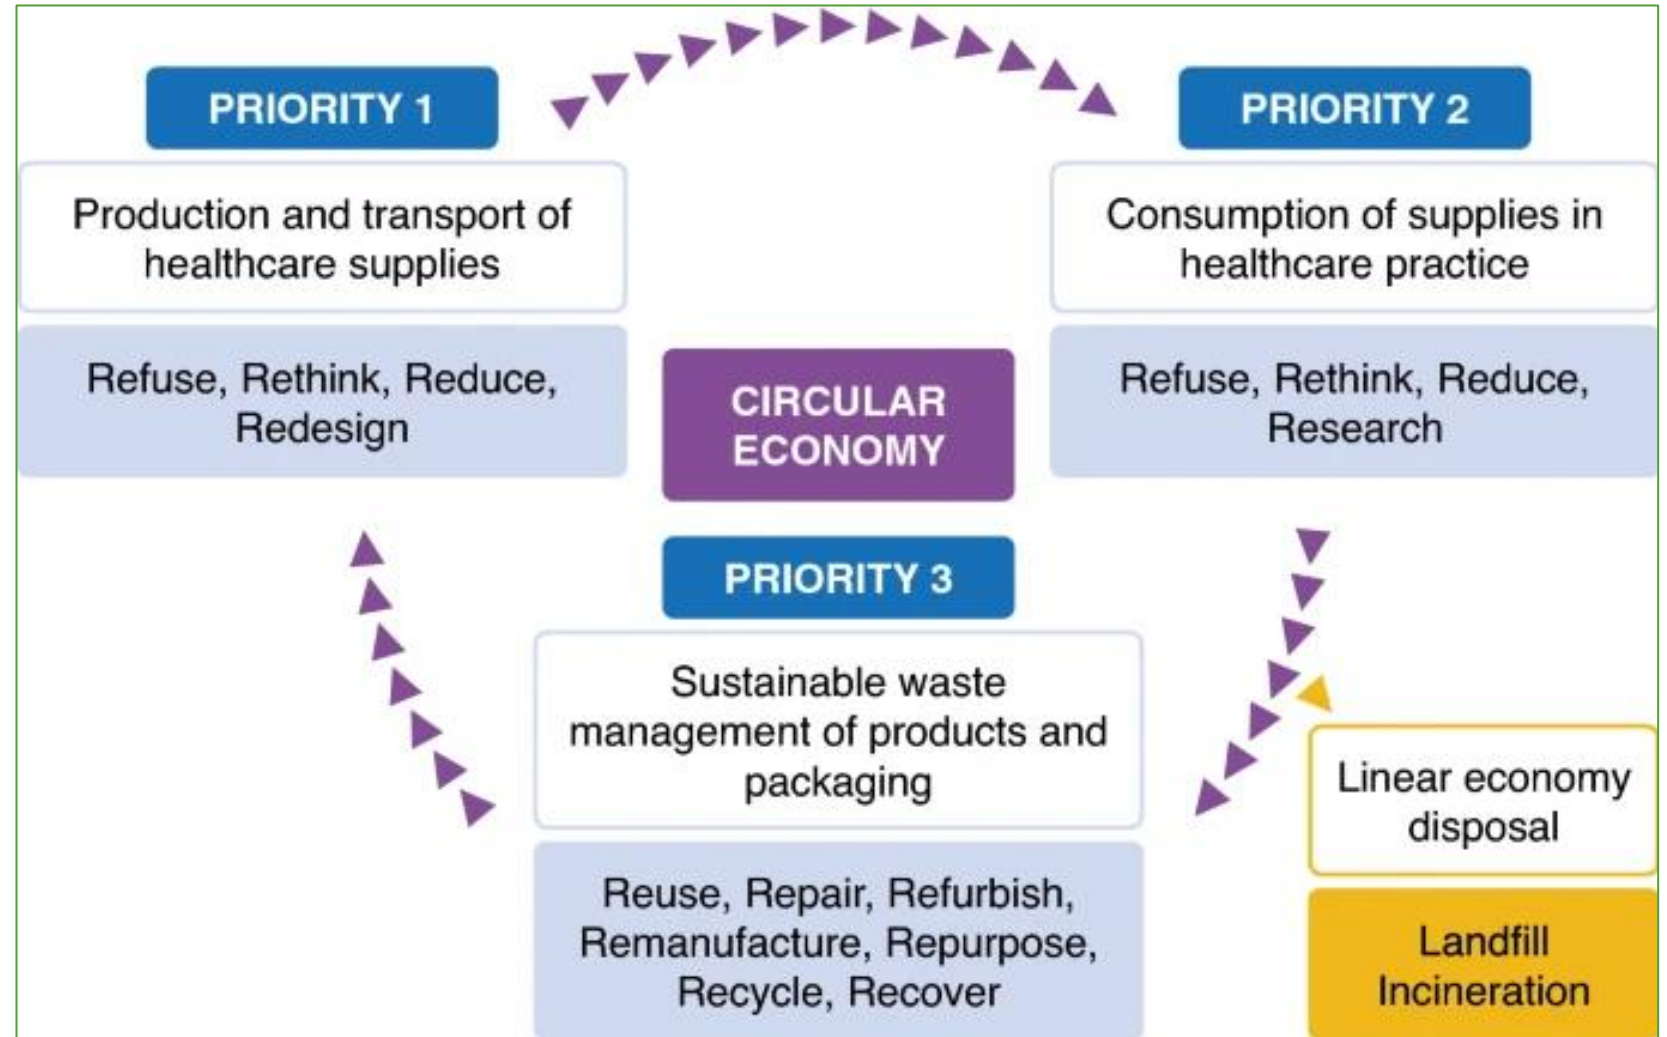 PRIORITY 1
Production and transport of
healthcare supplies
Refuse, Rethink, Reduce,
Redesign
PRIORITY 2
Consumption of supplies in
healthcare practice
Refuse, Rethink, Reduce,
Research
CIRCULAR
ECONOMY
PRIORITY 3
Sustainable waste
management of products and
packaging
Reuse, Repair, Refurbish,
Remanufacture, Repurpose,
Recycle, Recover
Linear economy
disposal
Landfill
Incineration